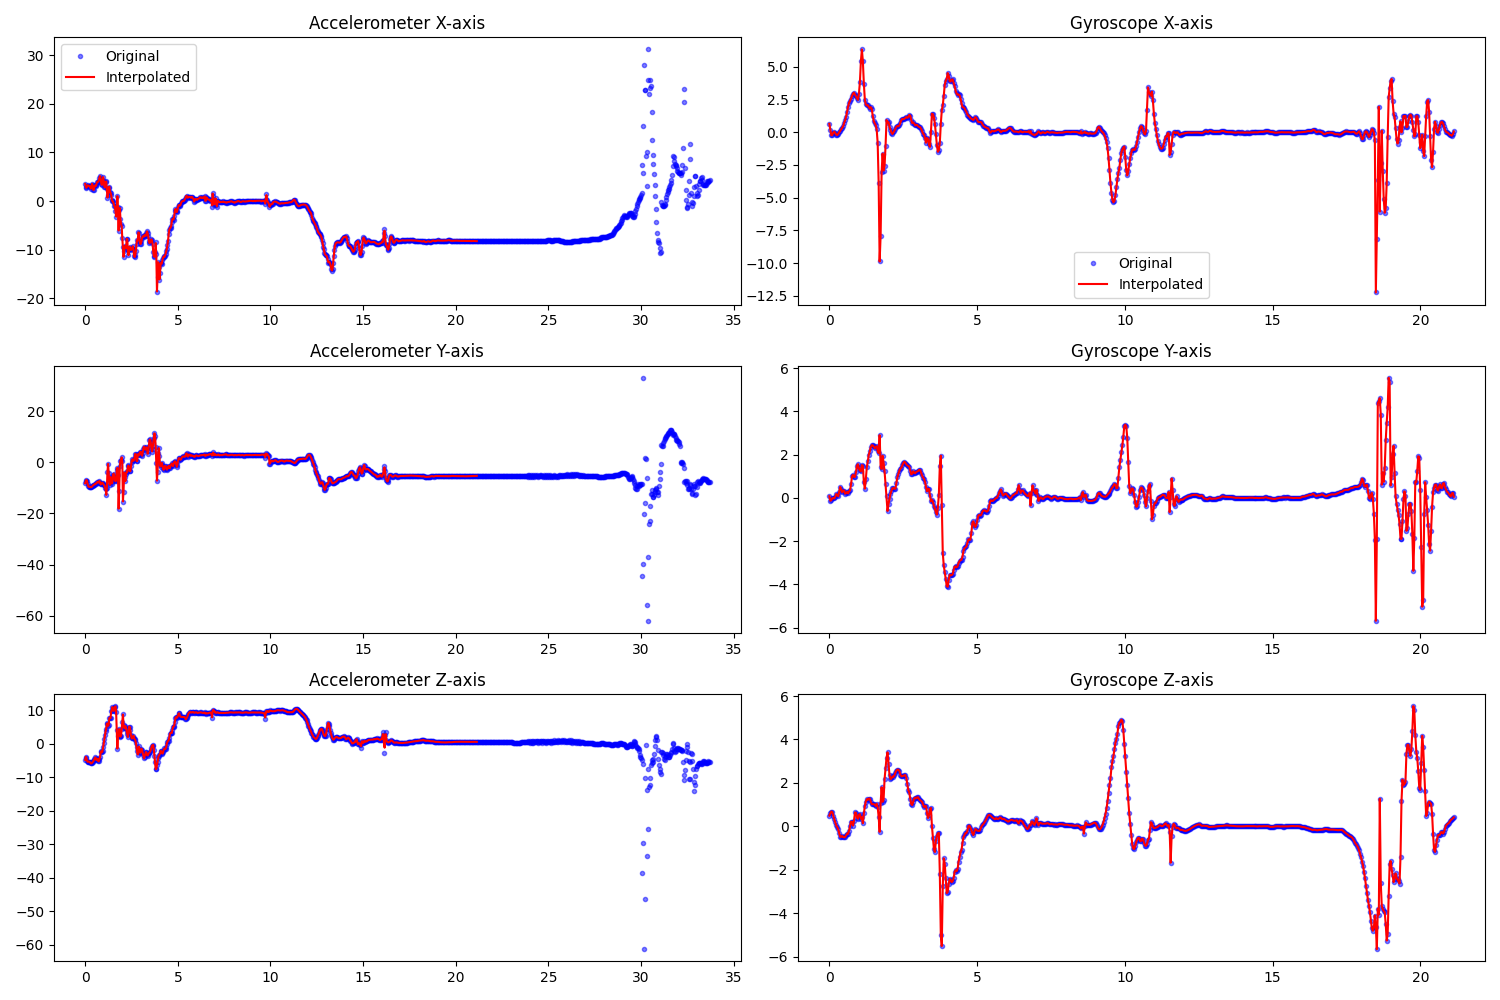 Accelerometer X-axis
30
20
10
0
−10
−20
Original
Interpolated
0 5 10 15 20 25 30 35
Gyroscope X-axis
5.0
2.5
0.0
−2.5
−5.0
−7.5
−10.0
−12.5
Original
Interpolated
0 5 10 15 20
Accelerometer Y-axis
20
0
−20
−40
−60
0 5 10 15 20 25 30 35
Gyroscope Y-axis
6
4
2
0
−2
−4
−6
0 5 10 15 20
Accelerometer Z-axis
10
0
−10
−20
−30
−40
−50
−60
0 5 10 15 20 25 30 35
Gyroscope Z-axis
6
4
2
0
−2
−4
−6
0 5 10 15 20